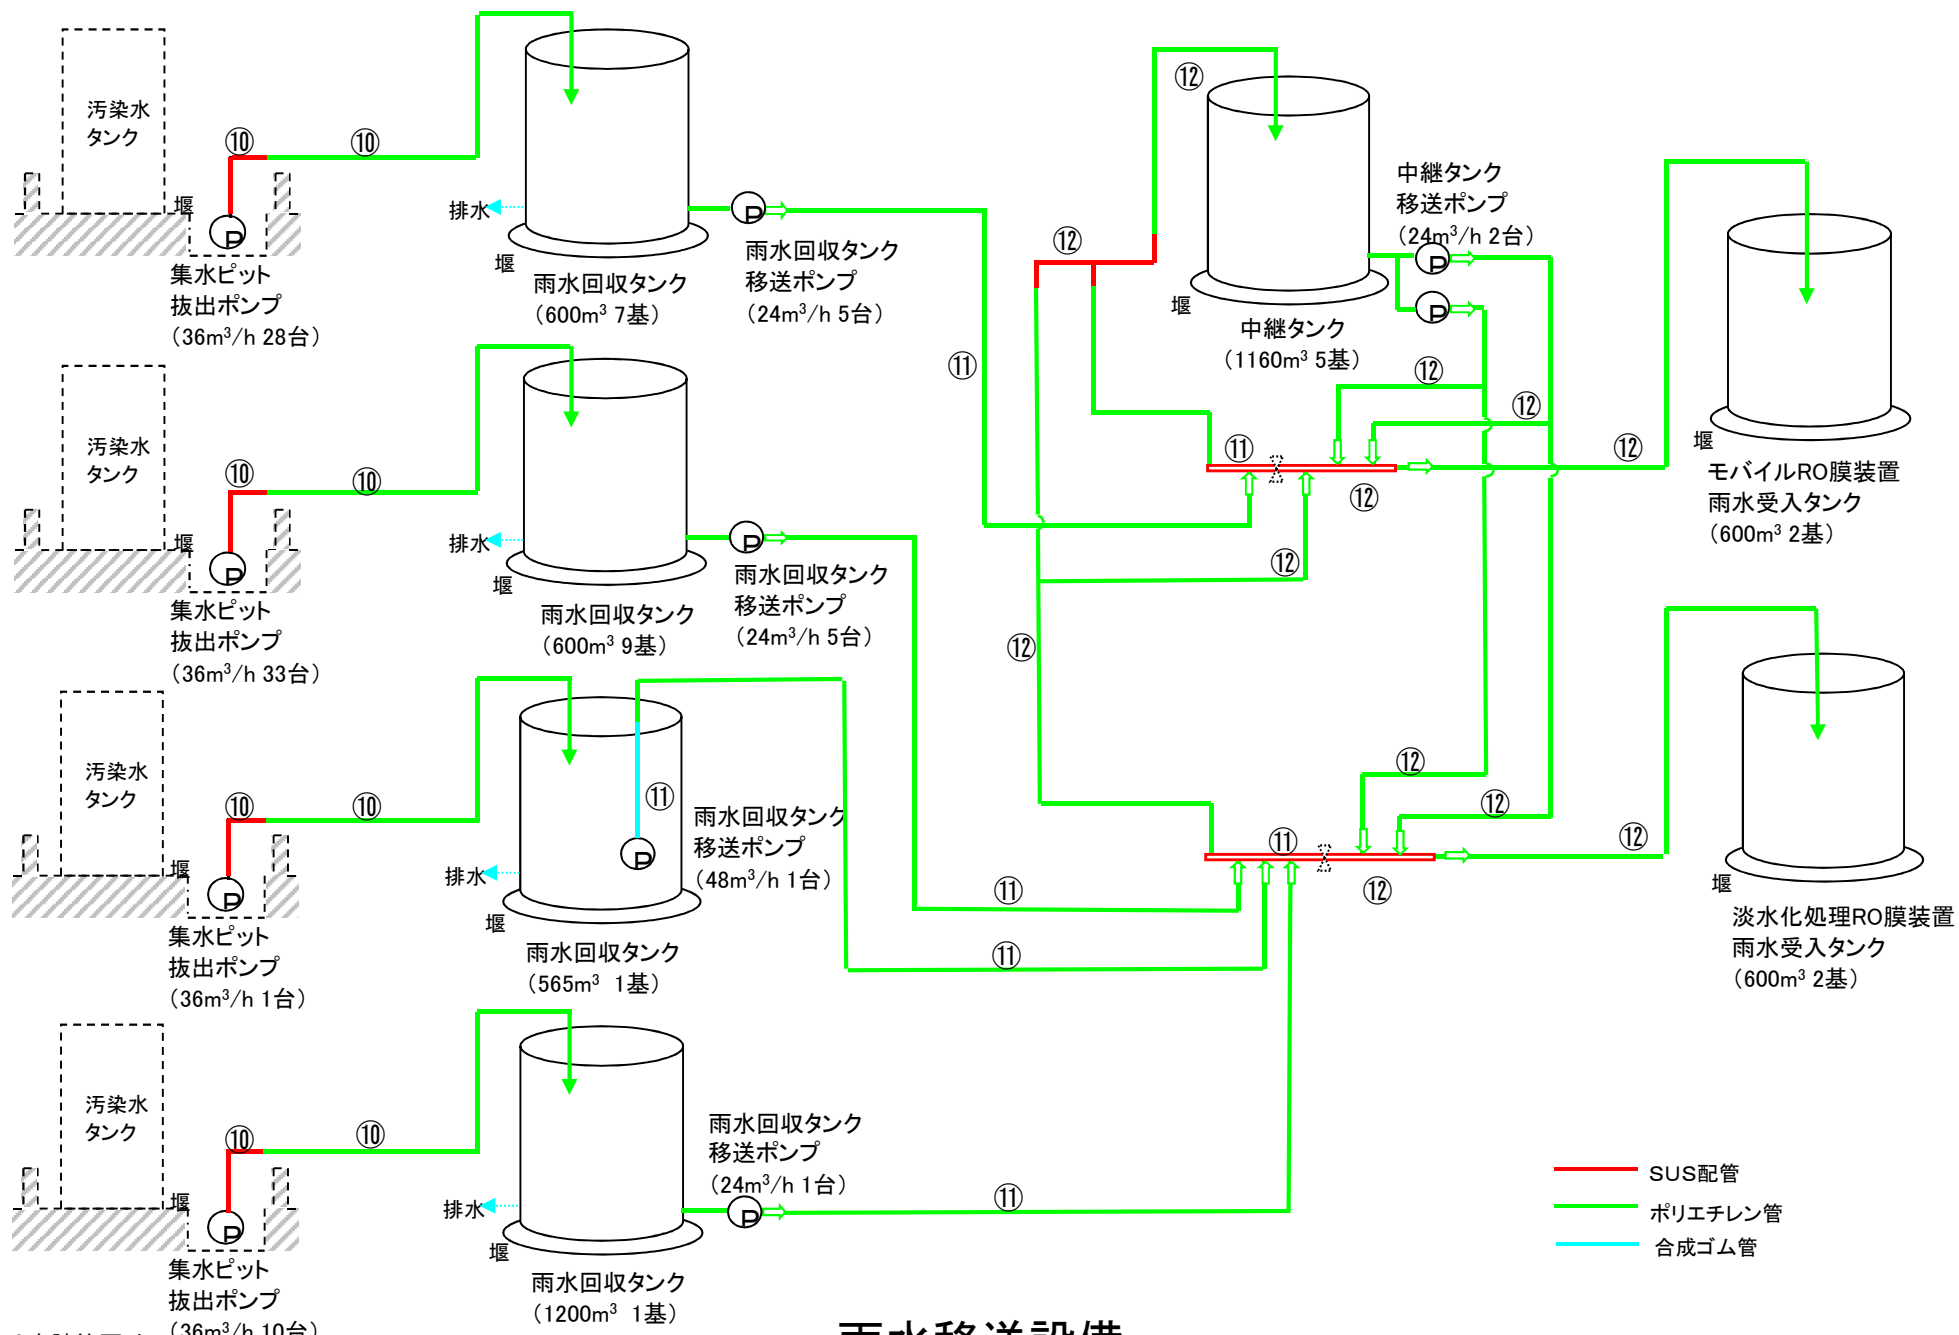 汚染水
タンク
⑩
⑩
堰
P
集水ピット
抜出ポンプ
（36m³/h 28台）
排水
堰
雨水回収タンク
（600m³ 7基）
P
雨水回収タンク
移送ポンプ
（24m³/h 5台）
⑪
汚染水
タンク
⑩
⑩
堰
P
集水ピット
抜出ポンプ
（36m³/h 33台）
排水
堰
雨水回収タンク
（600m³ 9基）
P
雨水回収タンク
移送ポンプ
（24m³/h 5台）
⑪
汚染水
タンク
⑩
⑩
堰
P
集水ピット
抜出ポンプ
（36m³/h 1台）
排水
堰
雨水回収タンク
（565m³ 1基）
⑪
P
雨水回収タンク
移送ポンプ
（48m³/h 1台）
⑪
汚染水
タンク
⑩
⑩
堰
P
集水ピット
抜出ポンプ
（36m³/h 10台）
排水
堰
雨水回収タンク
（1200m³ 1基）
雨水回収タンク
移送ポンプ
（24m³/h 1台）
P
⑪
⑫
⑫
堰
中継タンク
（1160m³ 5基）
中継タンク
移送ポンプ
（24m³/h 2台）
P
P
⑫
⑫
⑪
⑫
⑫
⑫
⑫
堰
モバイルRO膜装置
雨水受入タンク
（600m³ 2基）
⑫
⑫
⑪
⑫
⑫
堰
淡水化処理RO膜装置
雨水受入タンク
（600m³ 2基）
SUS配管
ポリエチレン管
合成ゴム管
雨水移送設備